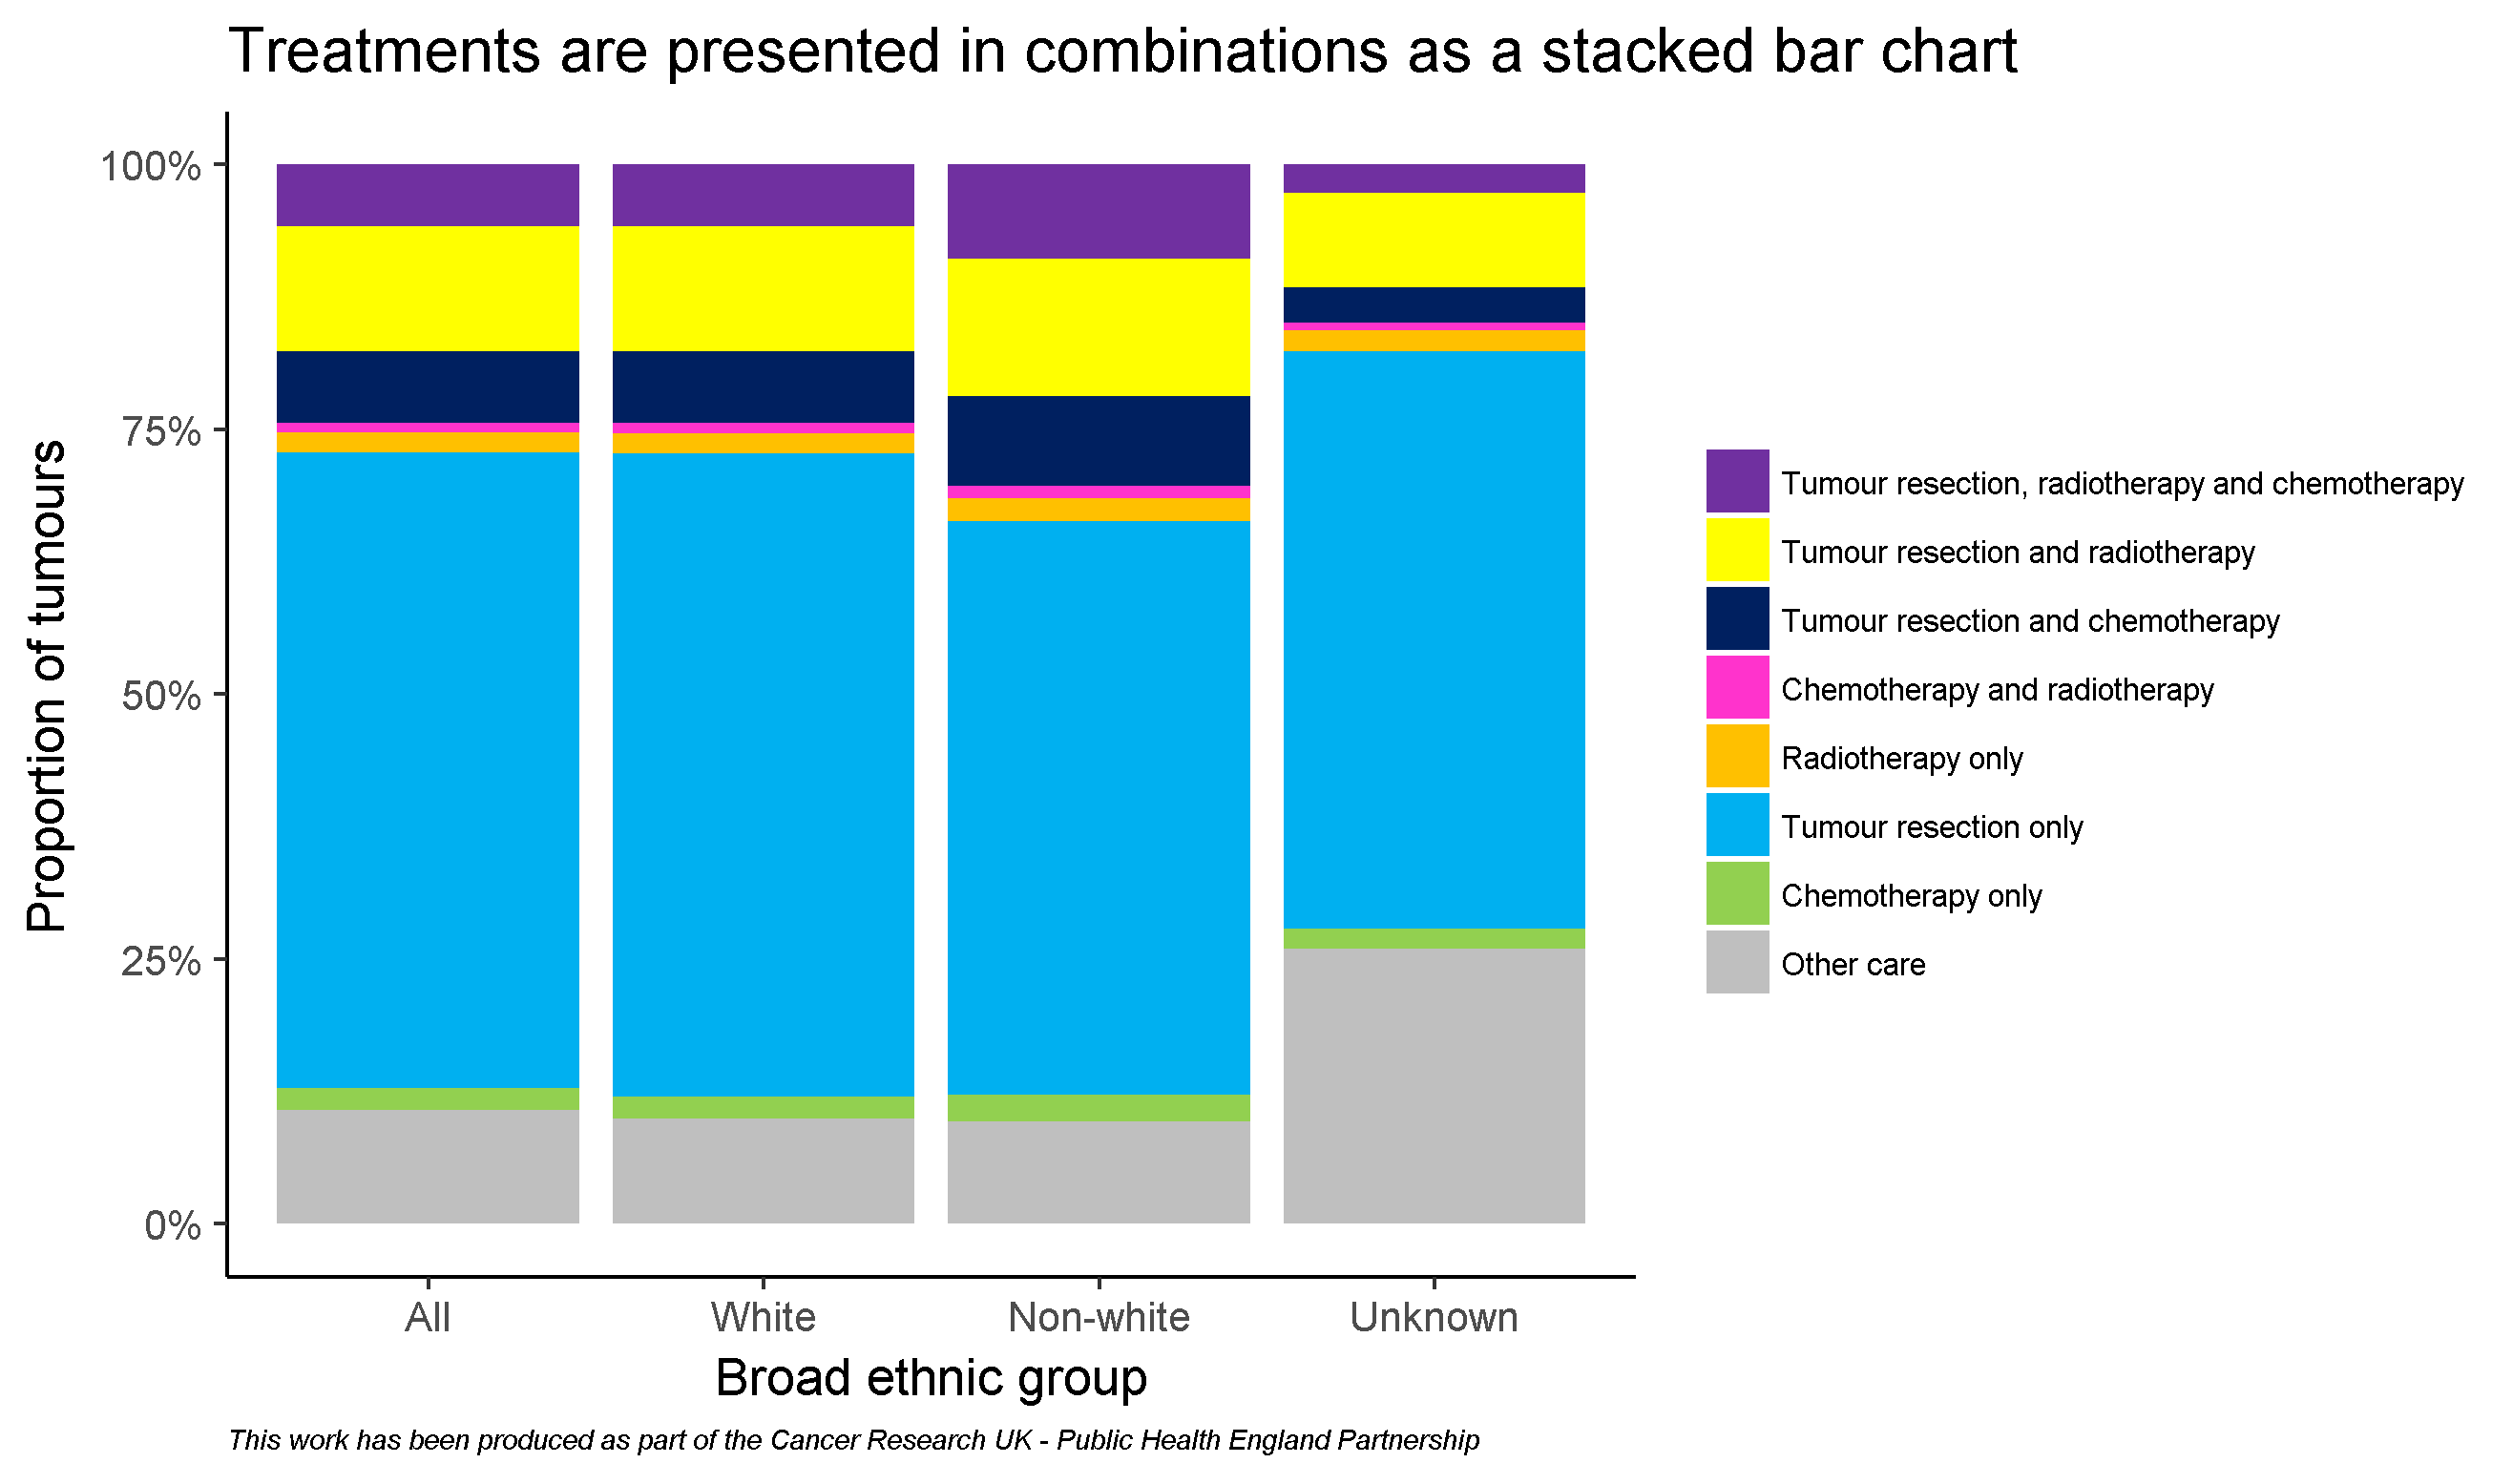 Treatments are presented in combinations as a stacked bar chart
Proportion of tumours
100%
75%
50%
25%
0%
All
White
Non-white
Unknown
Broad ethnic group
Tumour resection, radiotherapy and chemotherapy
Tumour resection and radiotherapy
Tumour resection and chemotherapy
Chemotherapy and radiotherapy
Radiotherapy only
Tumour resection only
Chemotherapy only
Other care
This work has been produced as part of the Cancer Research UK - Public Health England Partnership